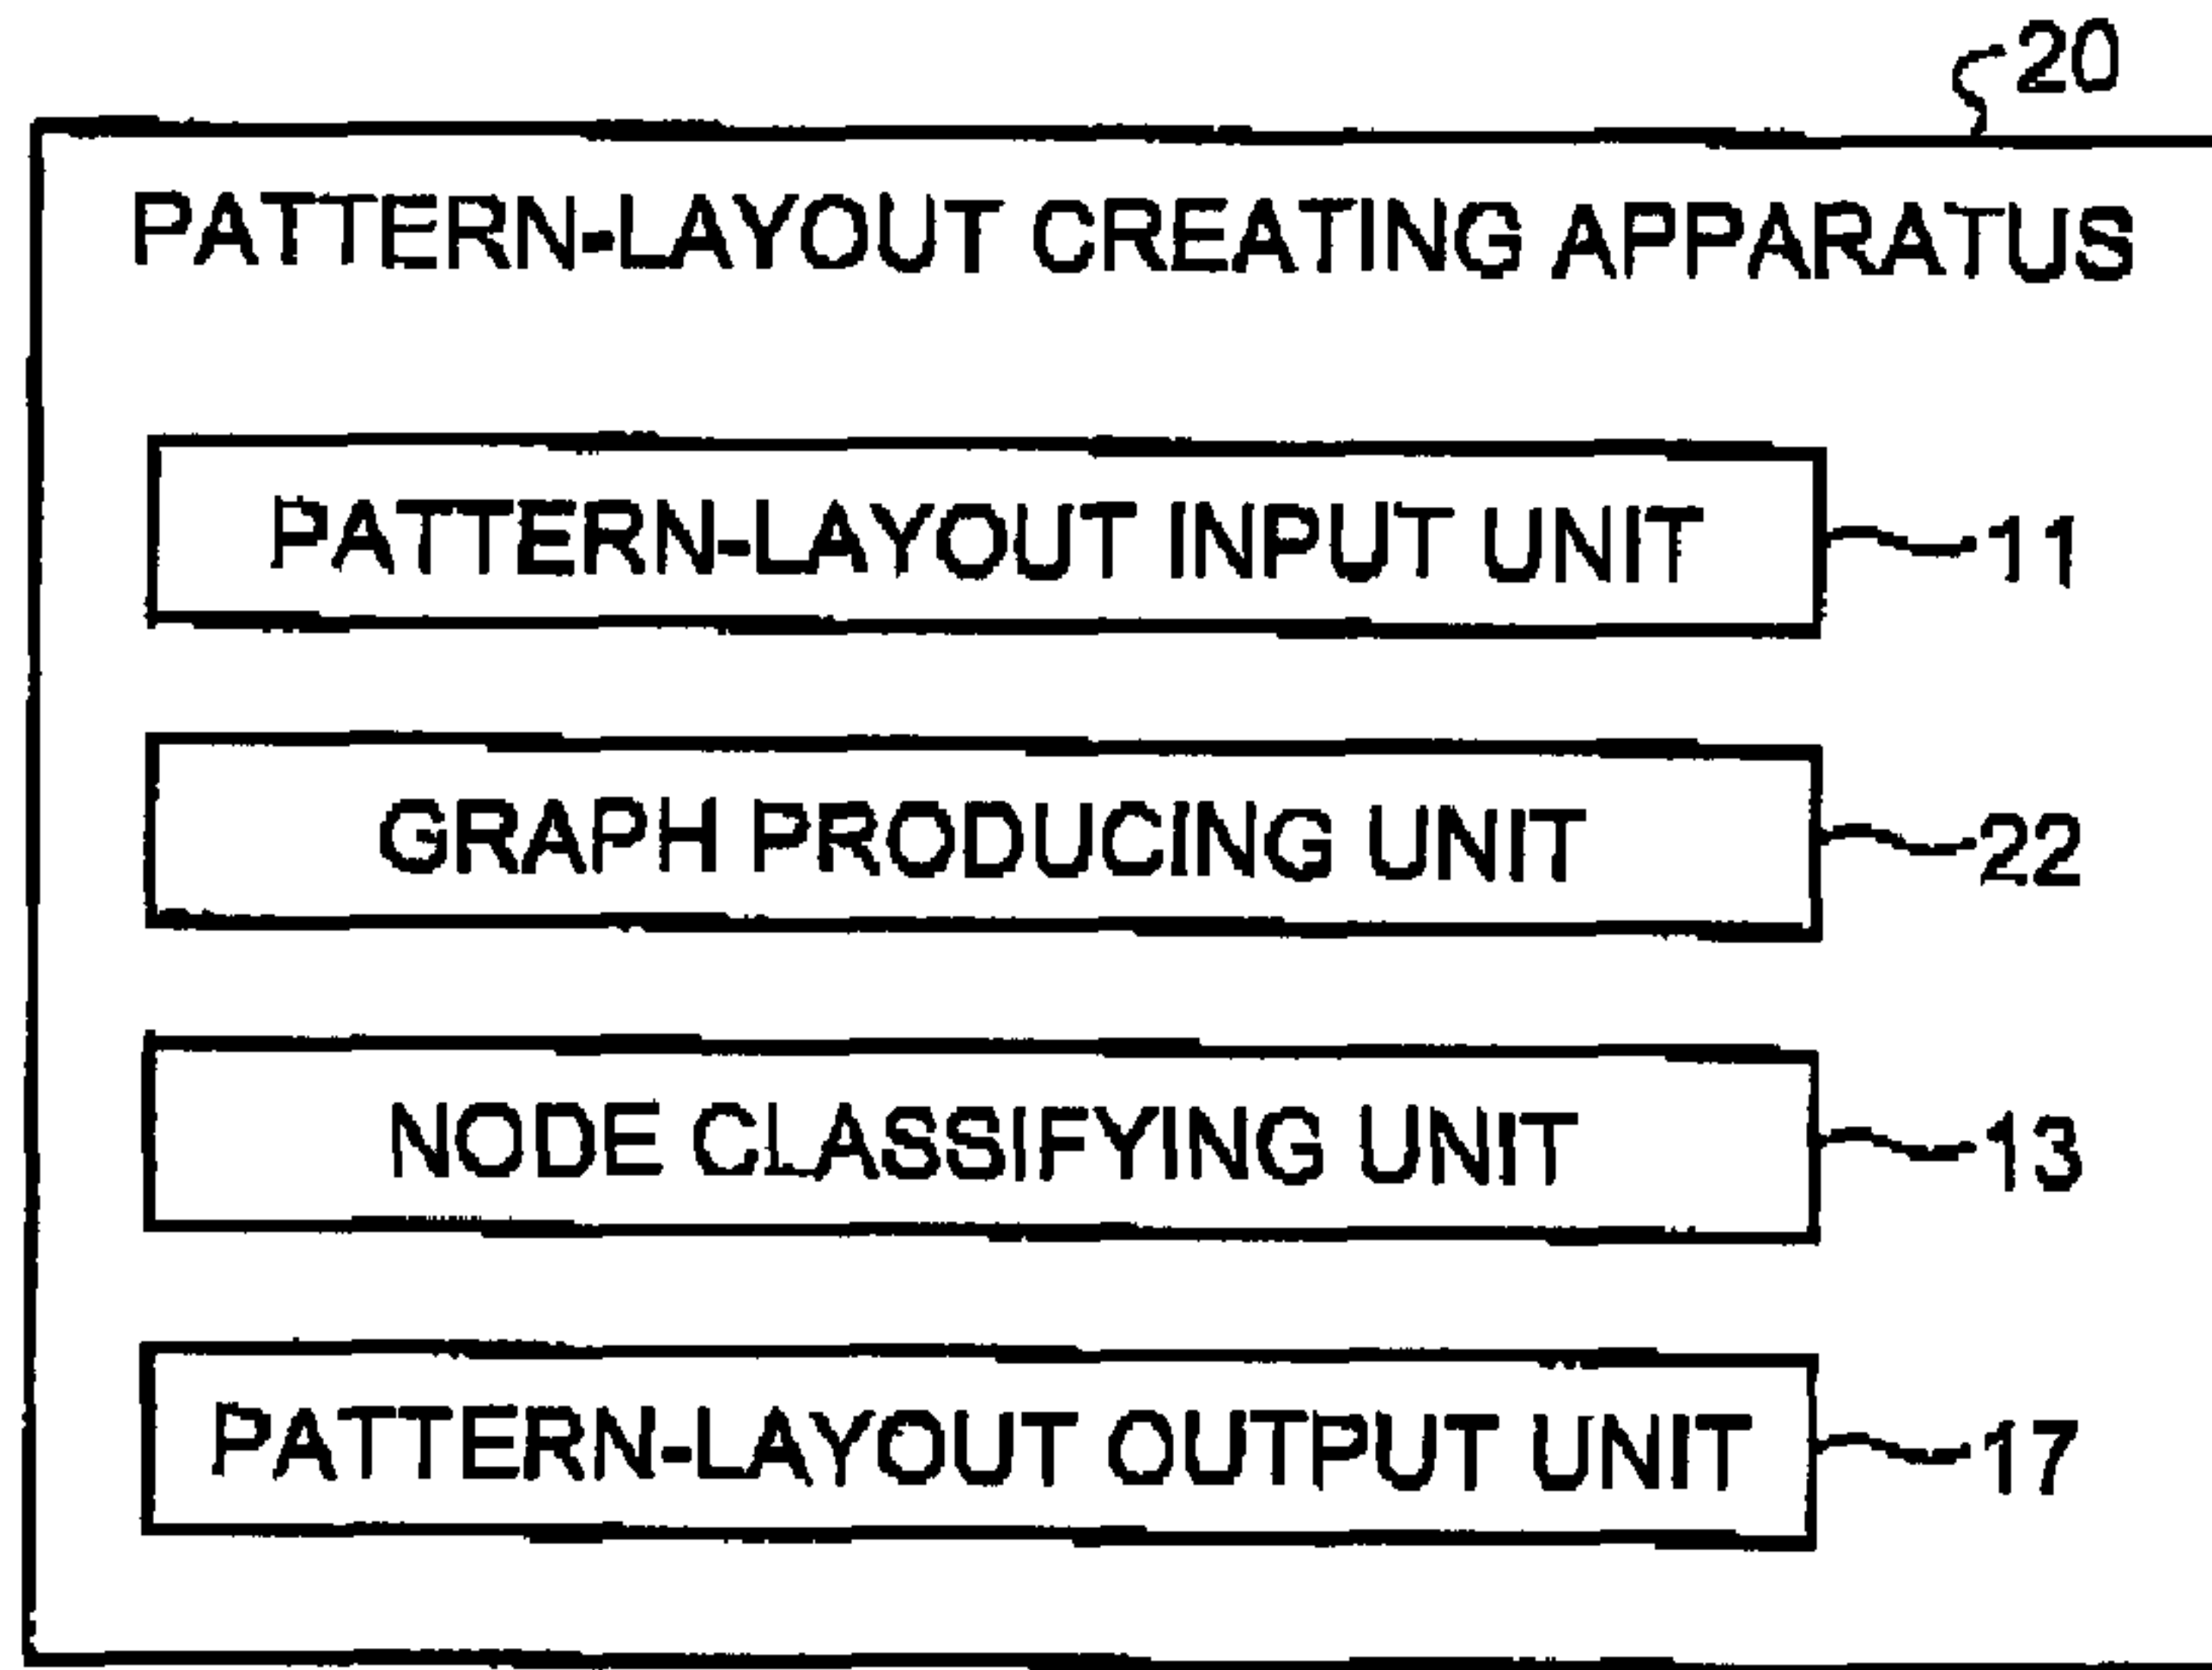 20
PATTERN-LAYOUT CREATING APPARATUS
PATTERN-LAYOUT INPUT UNIT 11
GRAPH PRODUCING UNIT 22
NODE CLASSIFYING UNIT 13
PATTERN-LAYOUT OUTPUT UNIT 17